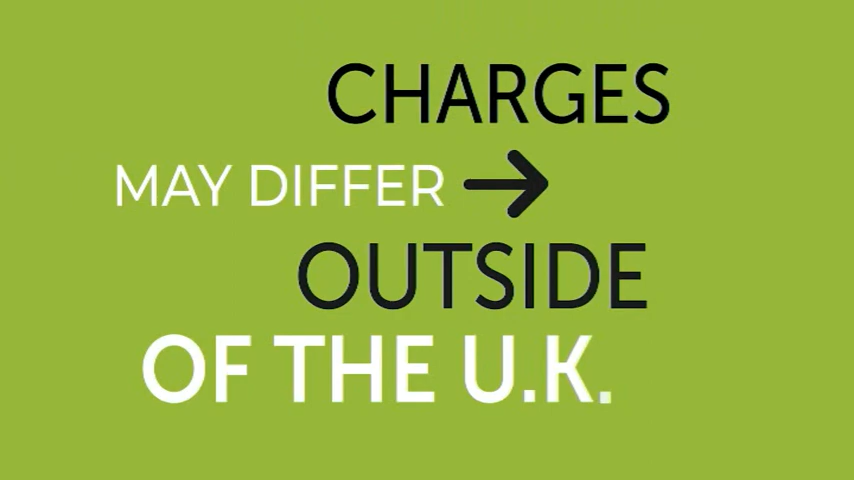 CHARGES
MAY DIFFER →
OUTSIDE
OF THE U.K.